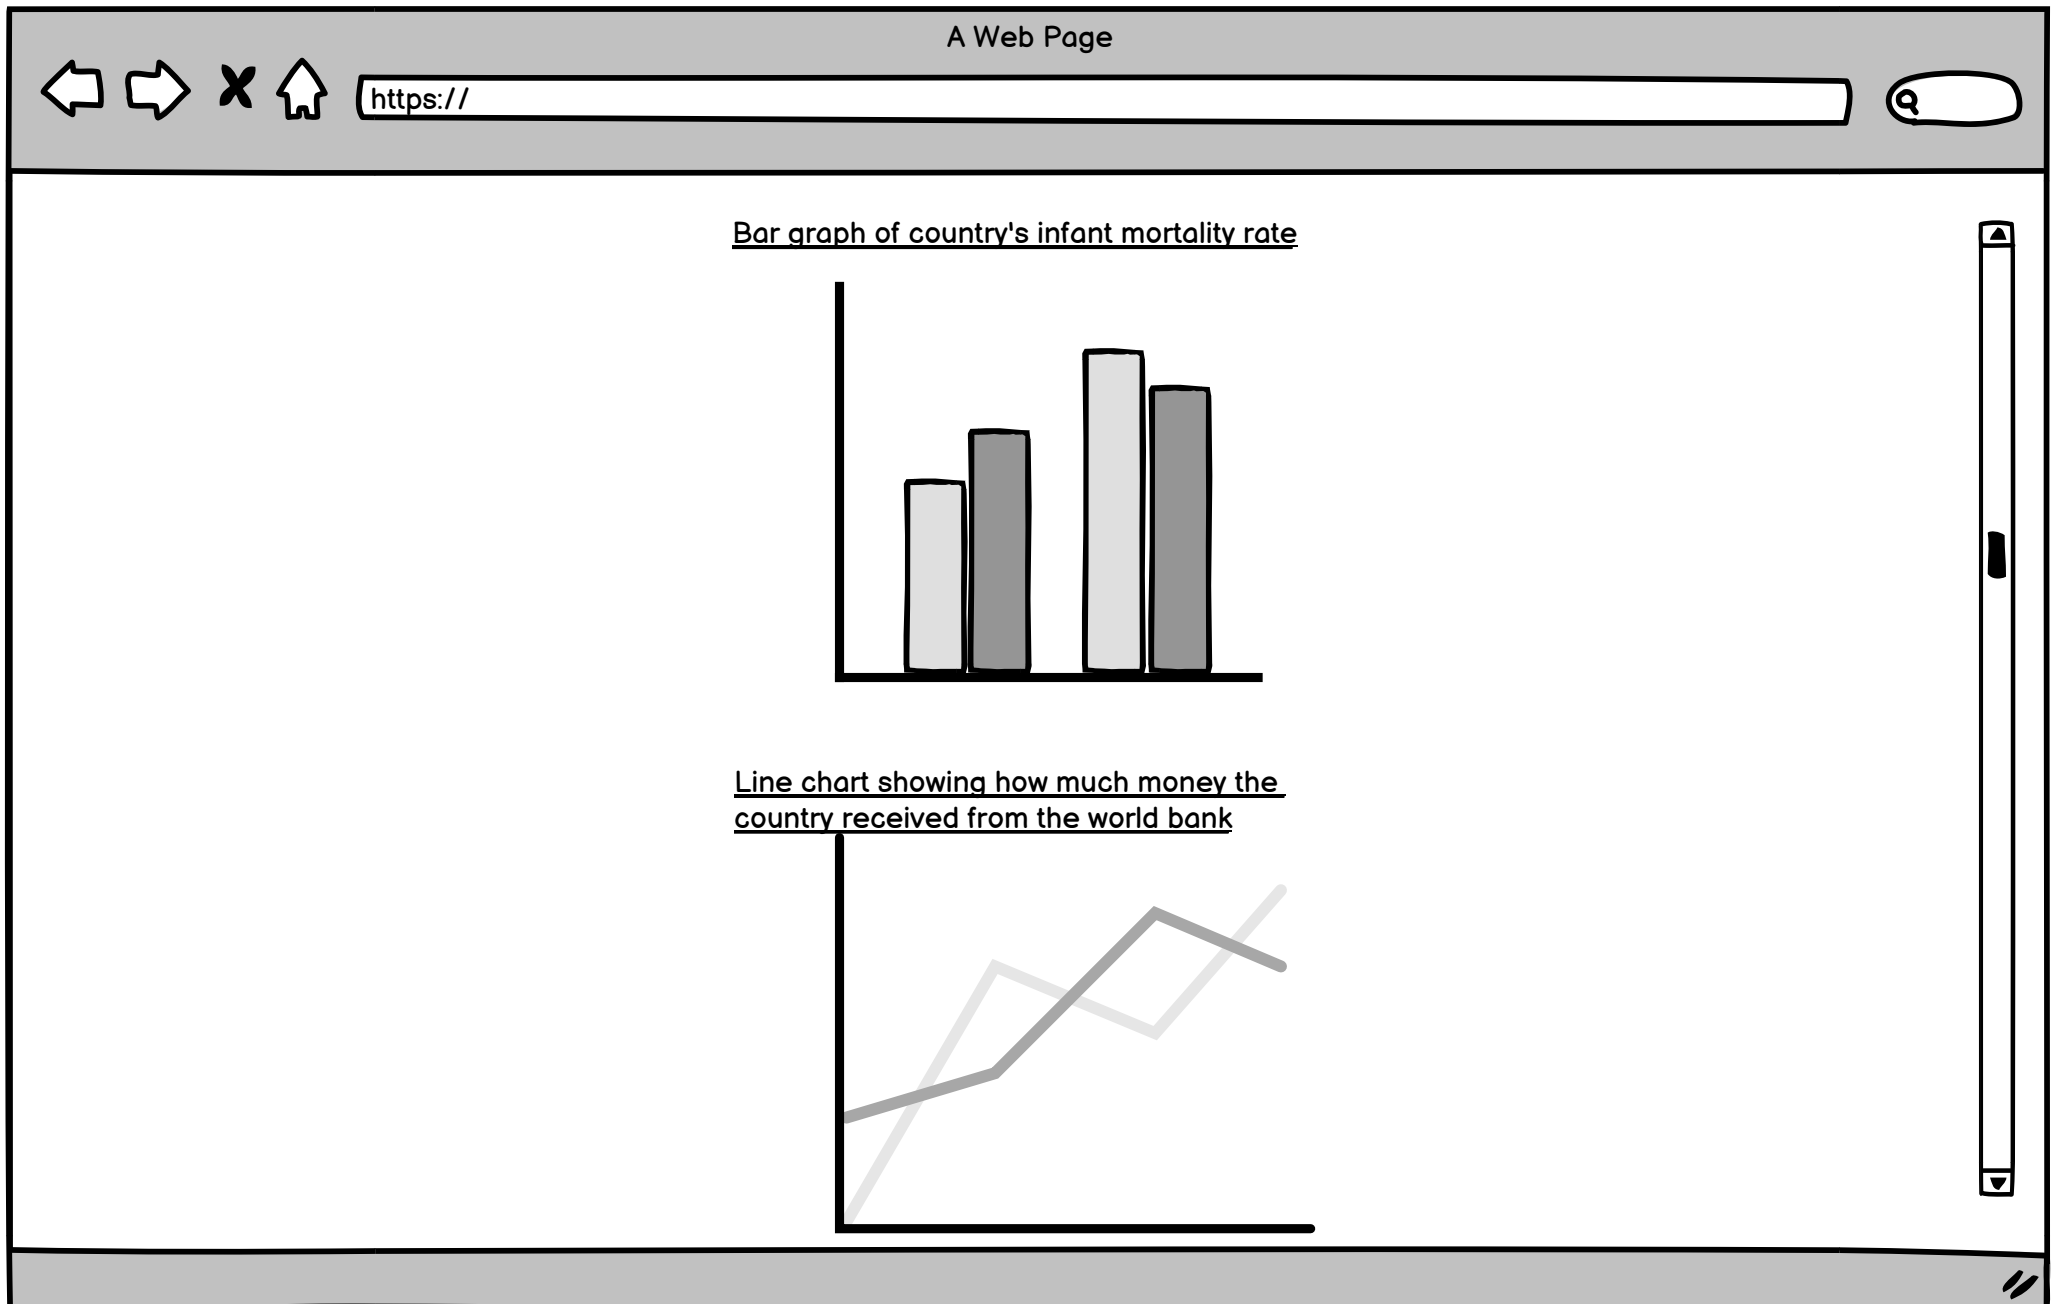 A Web Page
https://
Bar graph of country's infant mortality rate
Line chart showing how much money the
country received from the world bank